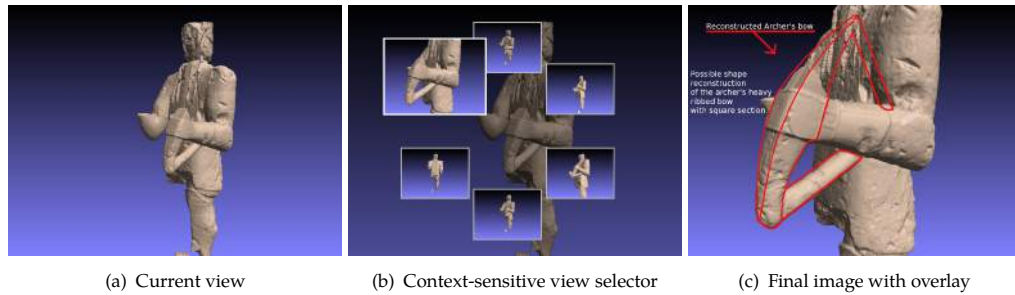 Reconstructed Archer's bow
Possible shape
reconstruction
of the archer's heavy
ribbed bow
with square section
(a) Current view
(b) Context-sensitive view selector
(c) Final image with overlay